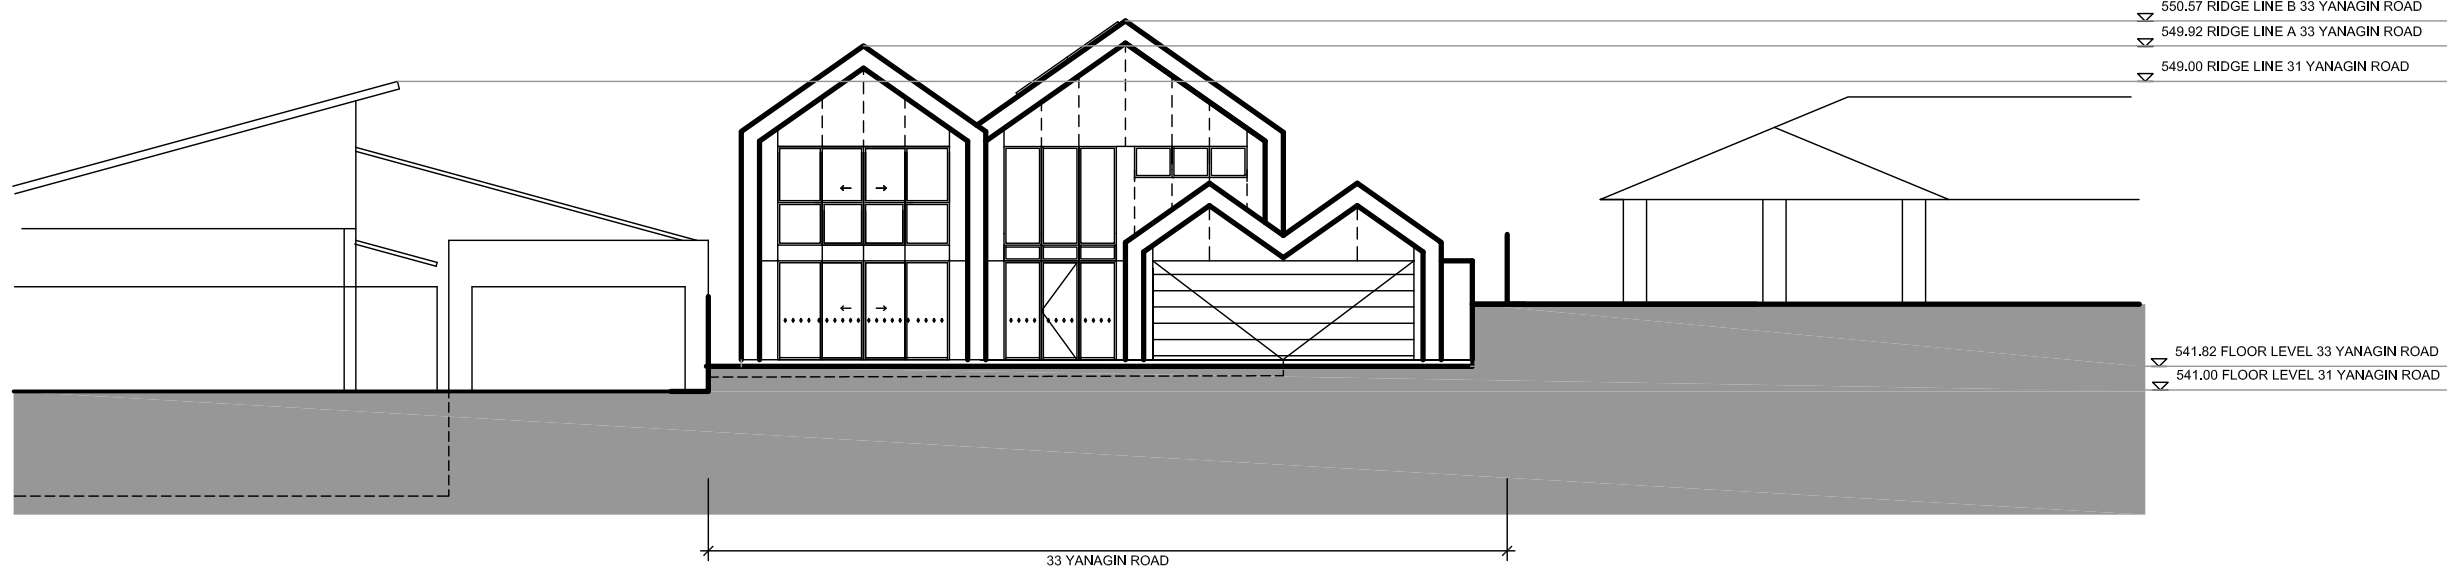 550.57 RIDGE LINE B 33 YANAGIN ROAD
549.92 RIDGE LINE A 33 YANAGIN ROAD
549.00 RIDGE LINE 31 YANAGIN ROAD
541.82 FLOOR LEVEL 33 YANAGIN ROAD
541.00 FLOOR LEVEL 31 YANAGIN ROAD
33 YANAGIN ROAD